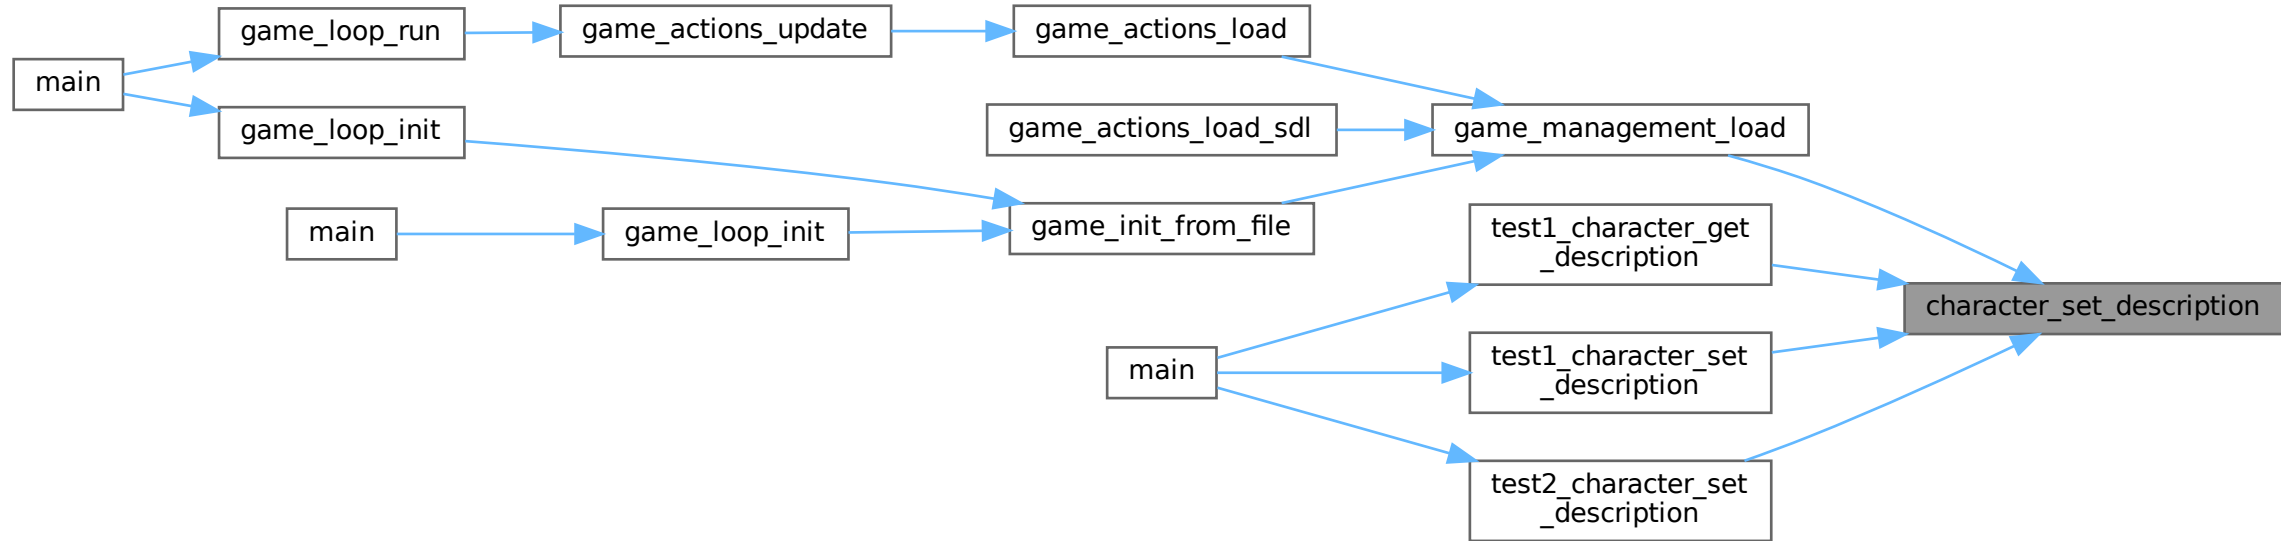 main
game_loop_run
game_actions_update
game_actions_load
game_loop_init
game_actions_load_sdl
game_management_load
main
game_loop_init
game_init_from_file
test1_character_get
_description
character_set_description
main
test1_character_set
_description
test2_character_set
_description